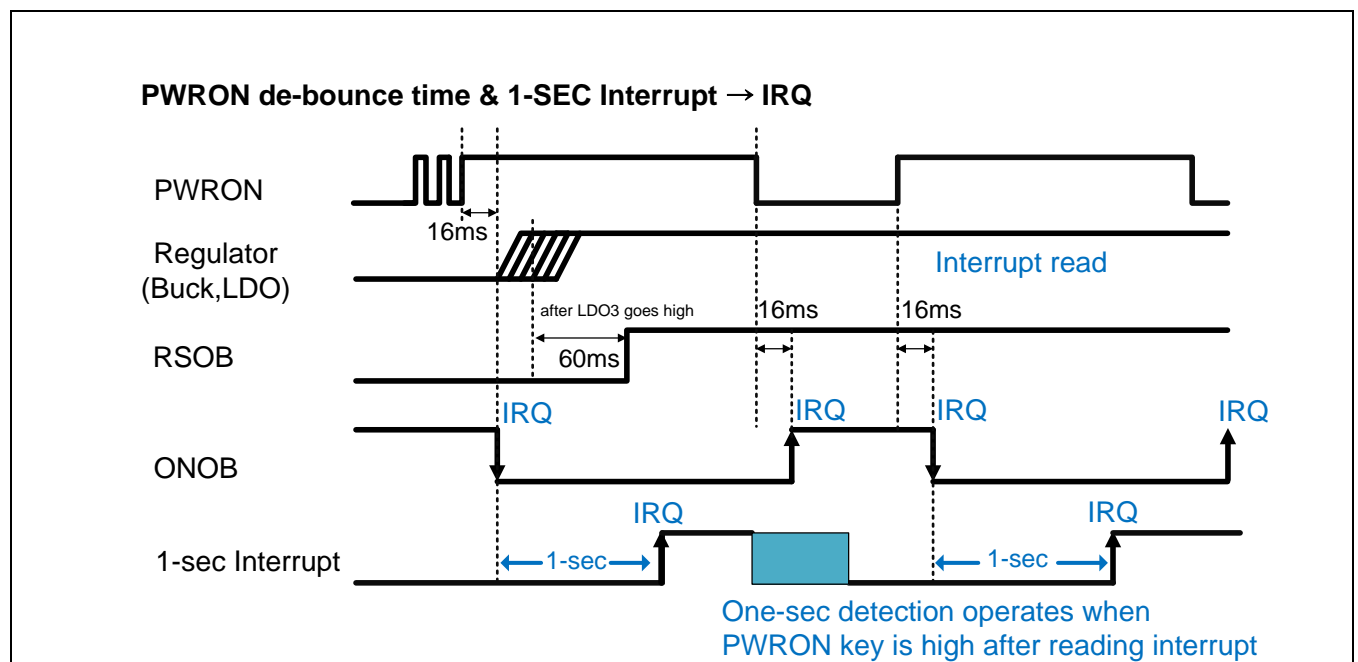 PWRON de-bounce time & 1-SEC Interrupt → IRQ
PWRON
16ms
Regulator
(Buck,LDO)
Interrupt read
after LDO3 goes high
16ms
16ms
RSOB
60ms
IRQ
IRQ
IRQ
IRQ
ONOB
IRQ
IRQ
1-sec Interrupt
1-sec
1-sec
One-sec detection operates when
PWRON key is high after reading interrupt